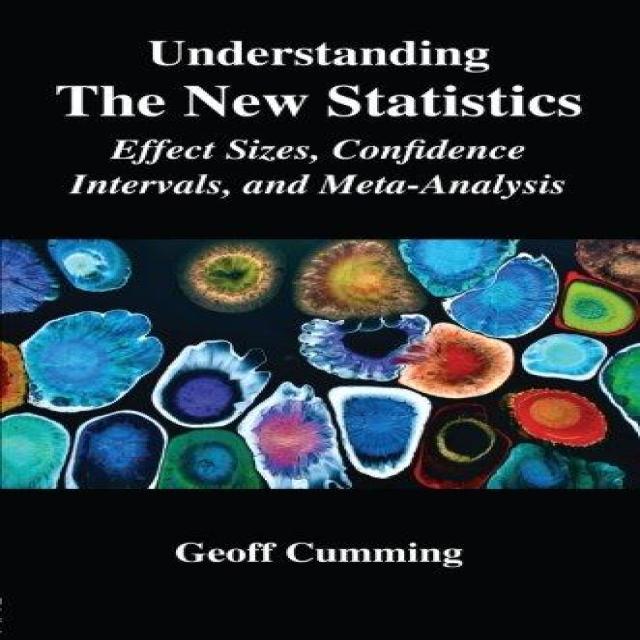 Understanding
The New Statistics
Effect Sizes, Confidence
Intervals, and Meta-Analysis
Geoff Cumming